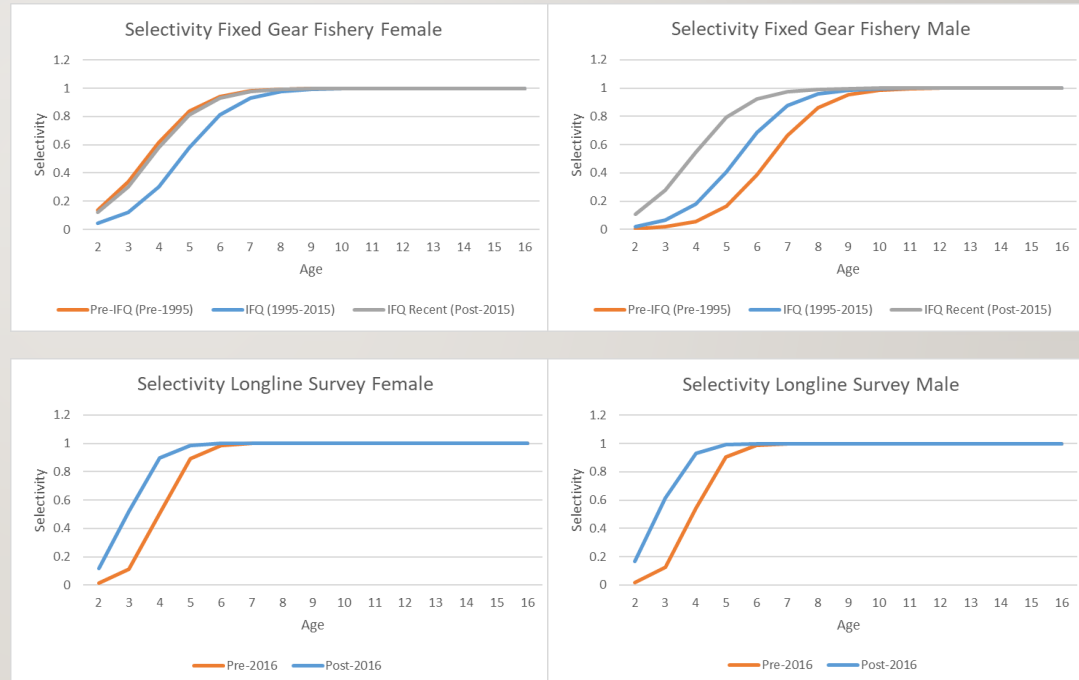 Selectivity Fixed Gear Fishery Female
1.2
1
0.8
0.6
0.4
0.2
0
Selectivity
2 3 4 5 6 7 8 9 10 11 12 13 14 15 16
Age
Pre-IFQ (Pre-1995) IFQ (1995-2015) IFQ Recent (Post-2015)
Selectivity Fixed Gear Fishery Male
1.2
1
0.8
0.6
0.4
0.2
0
Selectivity
2 3 4 5 6 7 8 9 10 11 12 13 14 15 16
Age
Pre-IFQ (Pre-1995) IFQ (1995-2015) IFQ Recent (Post-2015)
Selectivity Longline Survey Female
1.2
1
0.8
0.6
0.4
0.2
0
Selectivity
2 3 4 5 6 7 8 9 10 11 12 13 14 15 16
Age
Pre-2016 Post-2016
Selectivity Longline Survey Male
1.2
1
0.8
0.6
0.4
0.2
0
Selectivity
2 3 4 5 6 7 8 9 10 11 12 13 14 15 16
Age
Pre-2016 Post-2016